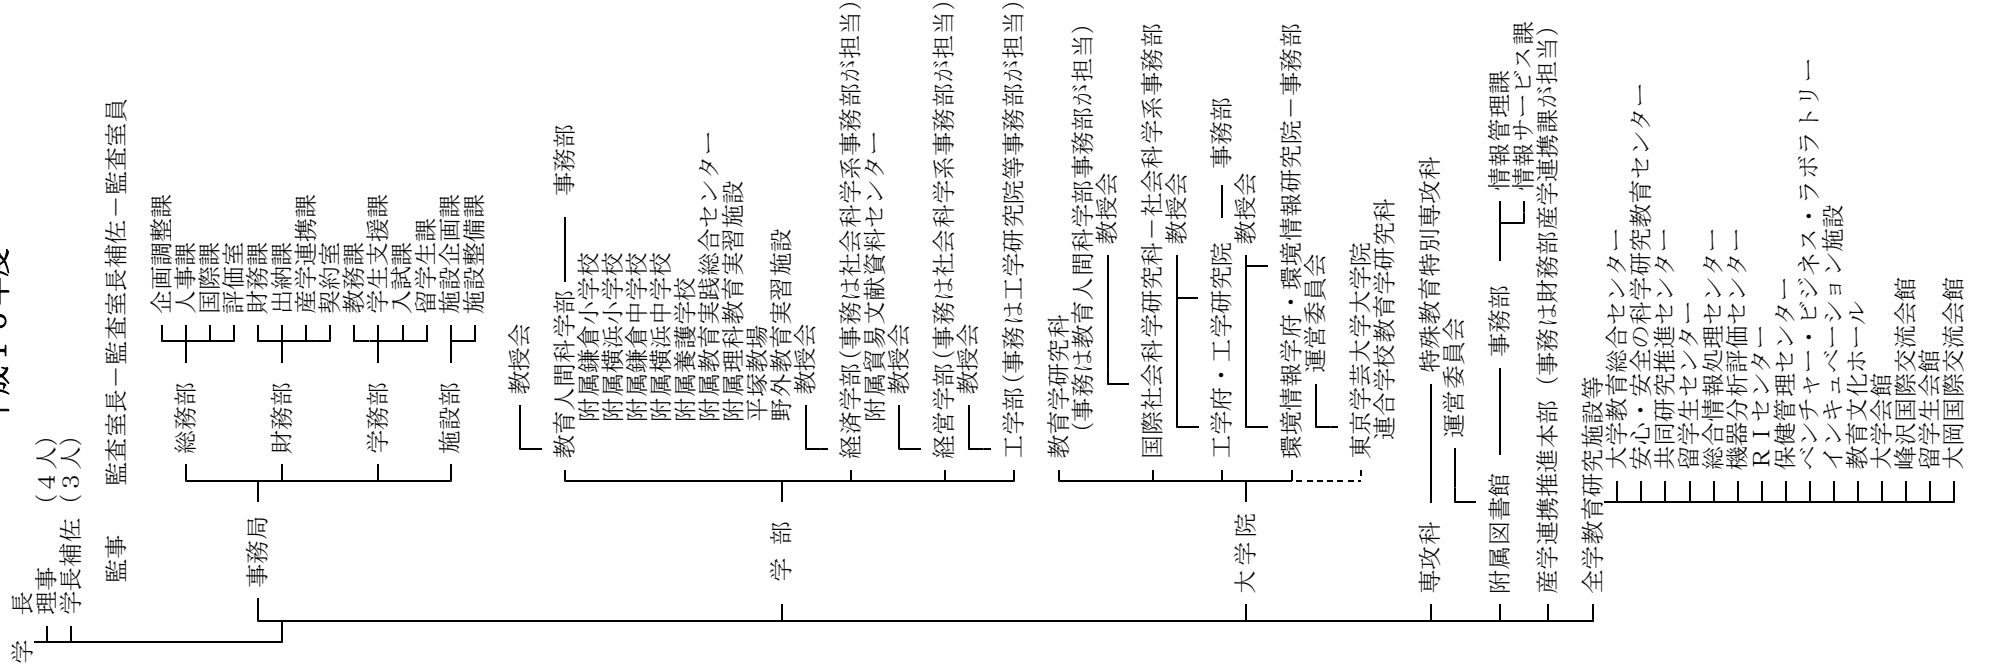 学長
理事（４人）
学長補佐（３人）
監事　監査室長－監査室長補佐－監査室員
事務局
総務部
企画調整課
人事課
国際課
評価室
財務部
財務課
出納課
産学連携課
契約室
学務部
教務課
学生支援課
入試課
留学生課
施設部
施設企画課
施設整備課
学部
教授会
教育人間科学部　事務部
附属鎌倉小学校
附属横浜小学校
附属鎌倉中学校
附属横浜中学校
附属養護学校
附属教育実践総合センター
附属理科教育実習施設
平塚教場
野外教育実習施設
教授会
経済学部（事務は社会科学系事務部が担当）
附属貿易文献資料センター
教授会
経営学部（事務は社会科学系事務部が担当）
教授会
工学部（事務は工学研究院等事務部が担当）
大学院
教育学研究科
（事務は教育人間科学部事務部が担当）
教授会
国際社会科学研究科－社会科学系事務部
教授会
工学府・工学研究院　事務部
教授会
環境情報学府・環境情報研究院－事務部
運営委員会
東京学芸大学大学院
連合学校教育学研究科
専攻科　特殊教育特別専攻科
運営委員会
附属図書館　事務部　情報管理課
情報サービス課
産学連携推進本部（事務は財務部産学連携課が担当）
全学教育研究施設等
大学教育総合センター
安心・安全の科学研究教育センター
共同研究推進センター
留学生センター
総合情報処理センター
機器分析評価センター
ＲＩセンター
保健管理センター
ベンチャー・ビジネス・ラボラトリー
インキュベーション施設
教育文化ホール
大学会館
峰沢国際交流会館
留学生会館
大岡国際交流会館